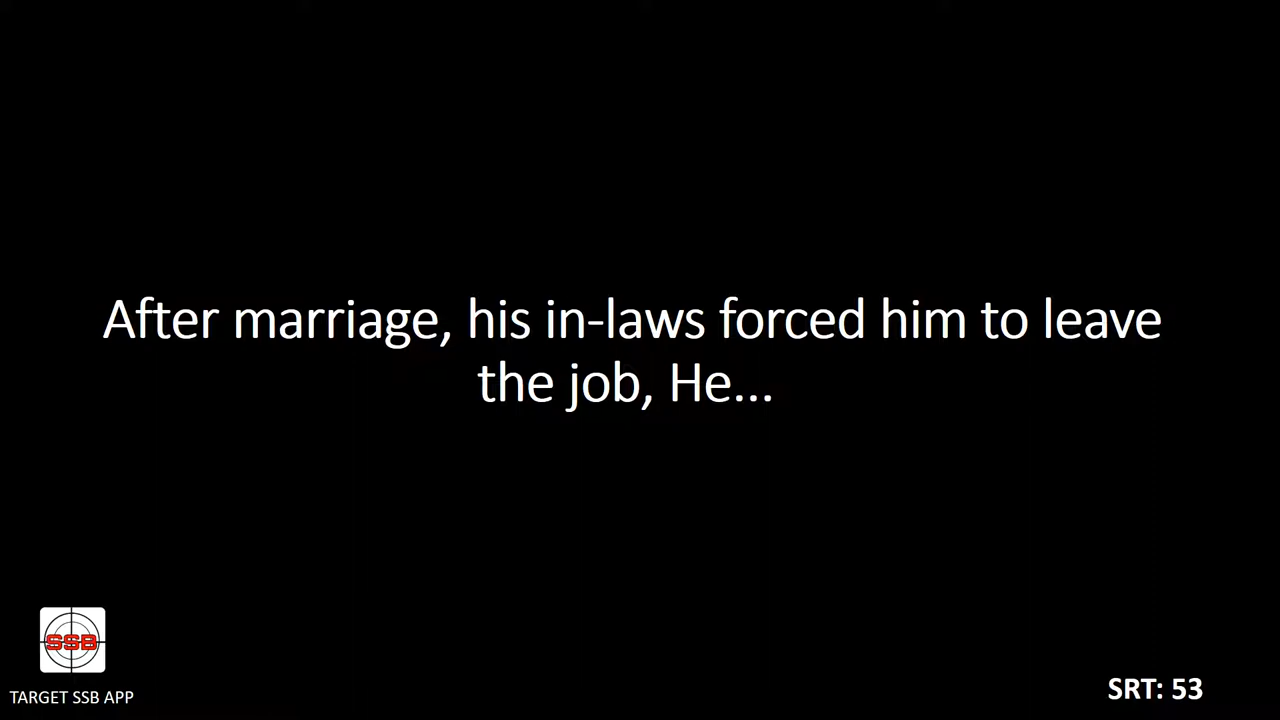 After marriage, his in-laws forced him to leave
the job, He...
SSB
TARGET SSB APP
SRT: 53